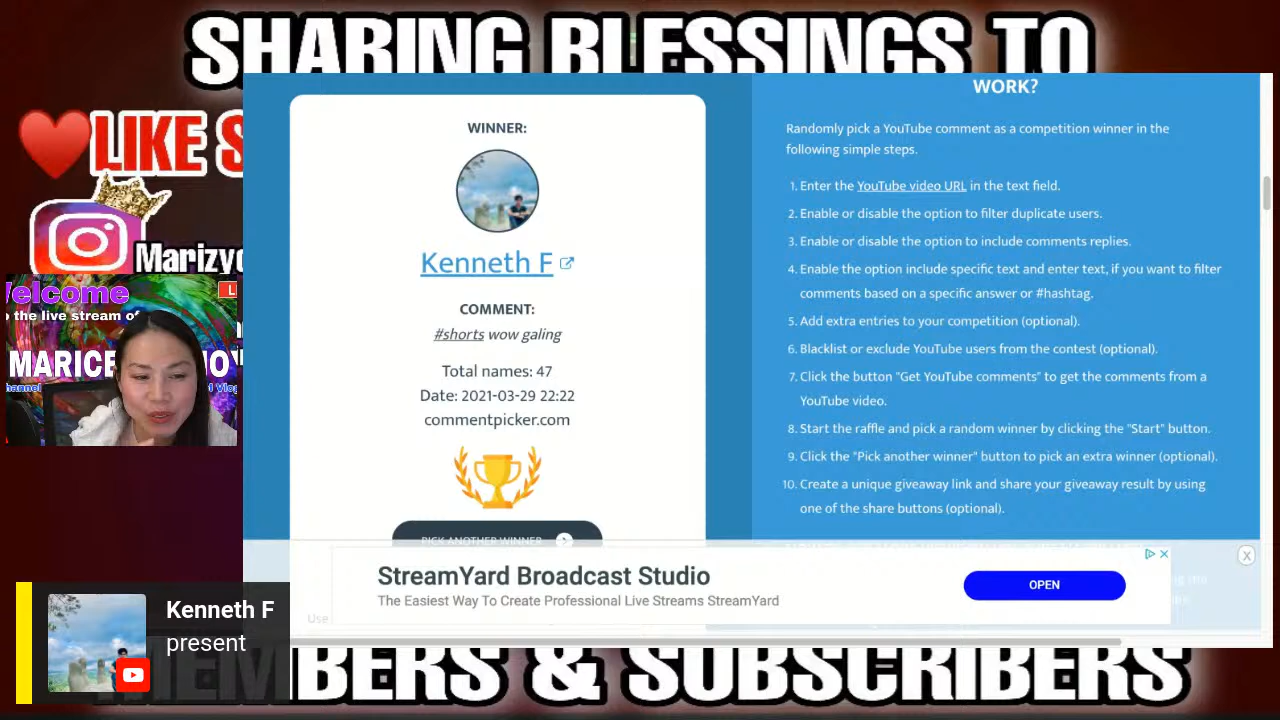 SHARING BLESSINGS TO
LIKE S
Marizyc
Welcome
o the live stream of
MARICE
NO
L
hannel
d Vlog
WINNER:
Kenneth F
COMMENT:
#shorts wow galing
Total names: 47
Date: 2021-03-29 22:22
commentpicker.com
PICK ANOTHER WINNER
WORK?
Randomly pick a YouTube comment as a competition winner in the
following simple steps.
1. Enter the YouTube video URL in the text field.
2. Enable or disable the option to filter duplicate users.
3. Enable or disable the option to include comments replies.
4. Enable the option include specific text and enter text, if you want to filter
comments based on a specific answer or #hashtag.
5. Add extra entries to your competition (optional).
6. Blacklist or exclude YouTube users from the contest (optional).
7. Click the button "Get YouTube comments" to get the comments from a
YouTube video.
8. Start the raffle and pick a random winner by clicking the "Start" button.
9. Click the "Pick another winner" button to pick an extra winner (optional).
10. Create a unique giveaway link and share your giveaway result by using
one of the share buttons (optional).
StreamYard Broadcast Studio
The Easiest Way To Create Professional Live Streams StreamYard
OPEN
X
Use
Kenneth F
present
MEMBERS & SUBSCRIBERS